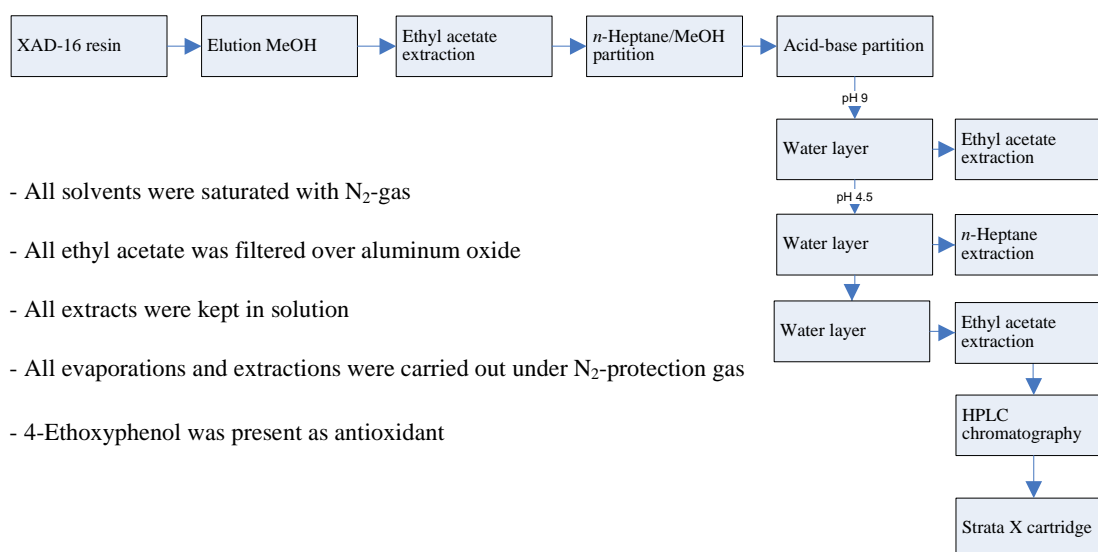 XAD-16 resin
Elution MeOH
Ethyl acetate
extraction
n-Heptane/MeOH
partition
Acid-base partition
pH 9
Water layer
Ethyl acetate
extraction
pH 4.5
Water layer
n-Heptane
extraction
Water layer
Ethyl acetate
extraction
HPLC
chromatography
Strata X cartridge
- All solvents were saturated with N₂-gas
- All ethyl acetate was filtered over aluminum oxide
- All extracts were kept in solution
- All evaporations and extractions were carried out under N₂-protection gas
- 4-Ethoxyphenol was present as antioxidant